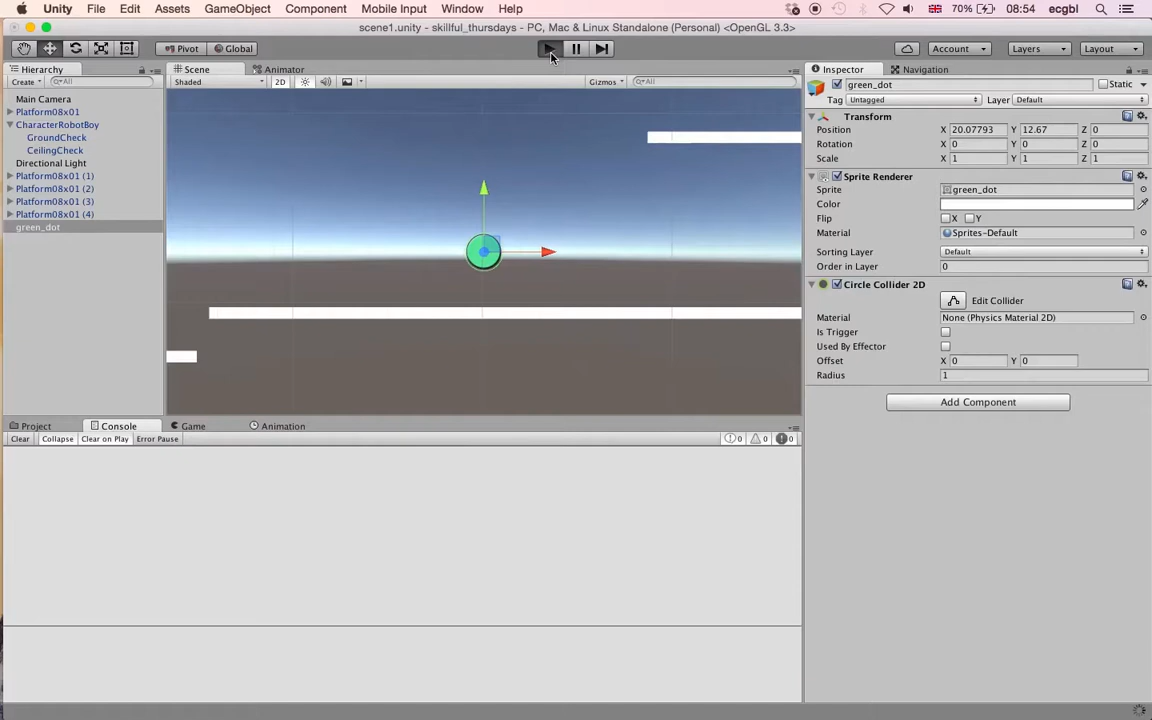 Unity File Edit Assets GameObject Component Mobile Input Window Help 70% 08:54 ecgbl
scene1.unity - skillful_thursdays - PC, Mac & Linux Standalone (Personal) <OpenGL 3.3>
Pivot Global Account Layers Layout
Hierarchy Scene Animator Inspector Navigation
Create All Shaded 2D Gizmos All green_dot Static
Main Camera Tag Untagged Layer Default
Platform08x01 Transform
CharacterRobotBoy Position X 20.07793 Y 12.67 Z 0
GroundCheck Rotation X 0 Y 0 Z 0
CeilingCheck Scale X 1 Y 1 Z 1
Directional Light
Platform08x01 (1) Sprite Renderer
Platform08x01 (2) Sprite green_dot
Platform08x01 (3) Color
Platform08x01 (4) Flip X Y
green_dot Material Sprites-Default
Sorting Layer Default
Order in Layer 0
Circle Collider 2D
Edit Collider
Material None (Physics Material 2D)
Is Trigger
Used By Effector
Offset X 0 Y 0
Radius 1
Add Component
Project Console Game Animation
Clear Collapse Clear on Play Error Pause 0 0 0